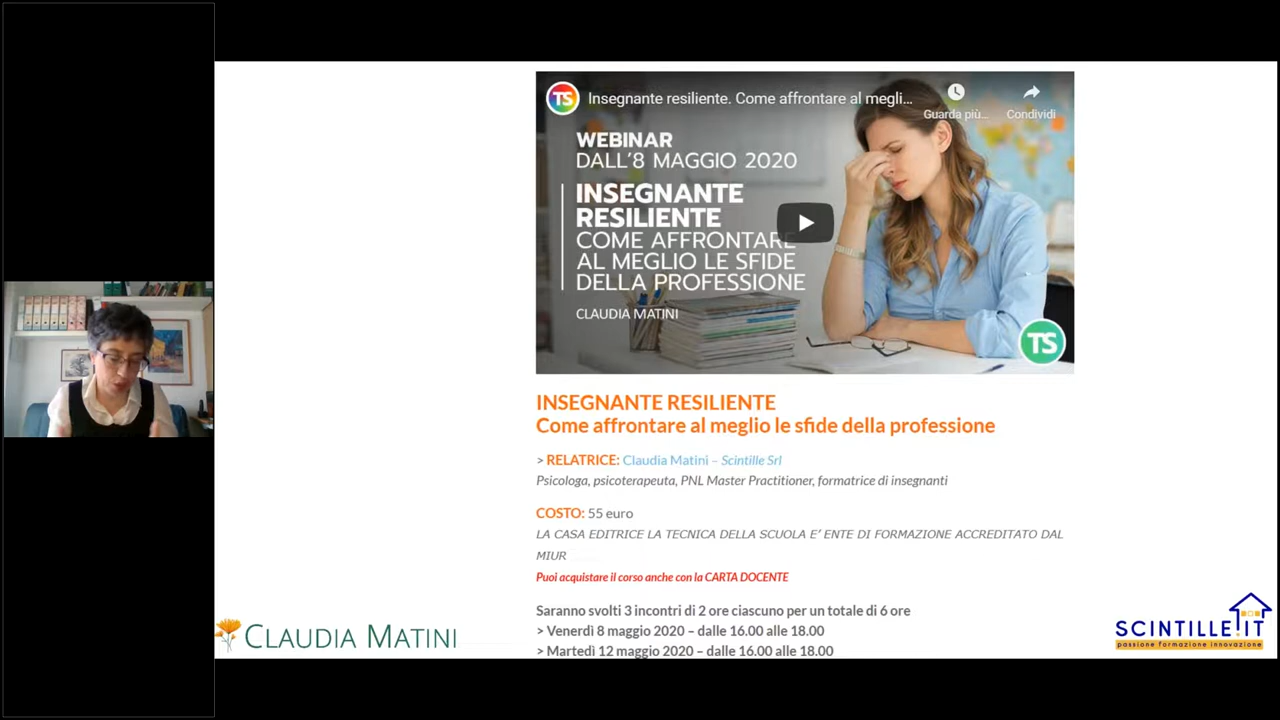 TS
Insegnante resiliente. Come affrontare al megli...
Guarda più...
Condividi
WEBINAR
DALL'8 MAGGIO 2020
INSEGNANTE
RESILIENTE
COME AFFRONTARE
AL MEGLIO LE SFIDE
DELLA PROFESSIONE
CLAUDIA MATINI
TS
INSEGNANTE RESILIENTE
Come affrontare al meglio le sfide della professione
> RELATRICE: Claudia Matini – Scintille Srl
Psicologa, psicoterapeuta, PNL Master Practitioner, formatrice di insegnanti
COSTO: 55 euro
LA CASA EDITRICE LA TECNICA DELLA SCUOLA E' ENTE DI FORMAZIONE ACCREDITATO DAL
MIUR
Puoi acquistare il corso anche con la CARTA DOCENTE
Saranno svolti 3 incontri di 2 ore ciascuno per un totale di 6 ore
> Venerdì 8 maggio 2020 – dalle 16.00 alle 18.00
> Martedì 12 maggio 2020 – dalle 16.00 alle 18.00
CLAUDIA MATINI
SCINTILLE.IT
passione formazione innovazione